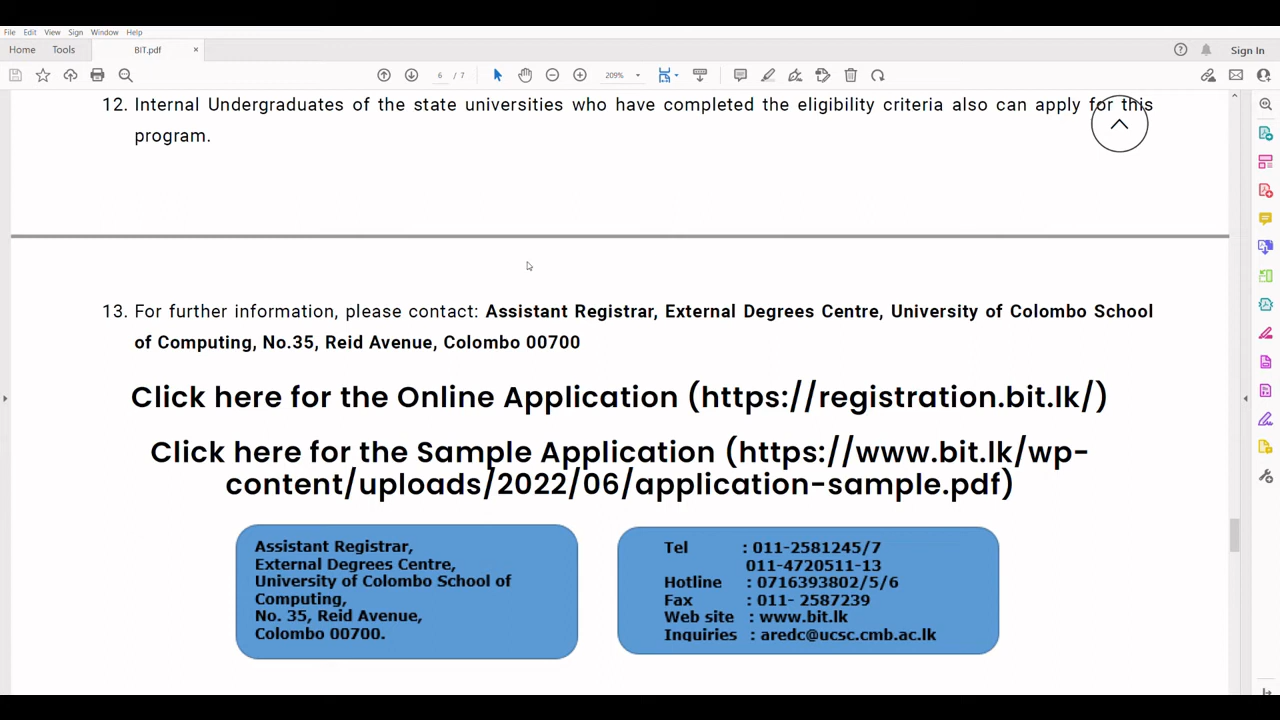 File Edit View Sign Window Help
Home Tools BIT.pdf × Sign In
6 / 7 209%
12. Internal Undergraduates of the state universities who have completed the eligibility criteria also can apply for this
program.
13. For further information, please contact: Assistant Registrar, External Degrees Centre, University of Colombo School
of Computing, No.35, Reid Avenue, Colombo 00700
Click here for the Online Application (https://registration.bit.lk/)
Click here for the Sample Application (https://www.bit.lk/wp-
content/uploads/2022/06/application-sample.pdf)
Assistant Registrar,
External Degrees Centre,
University of Colombo School of
Computing,
No. 35, Reid Avenue,
Colombo 00700.
Tel : 011-2581245/7
011-4720511-13
Hotline : 0716393802/5/6
Fax : 011- 2587239
Web site : www.bit.lk
Inquiries : aredc@ucsc.cmb.ac.lk